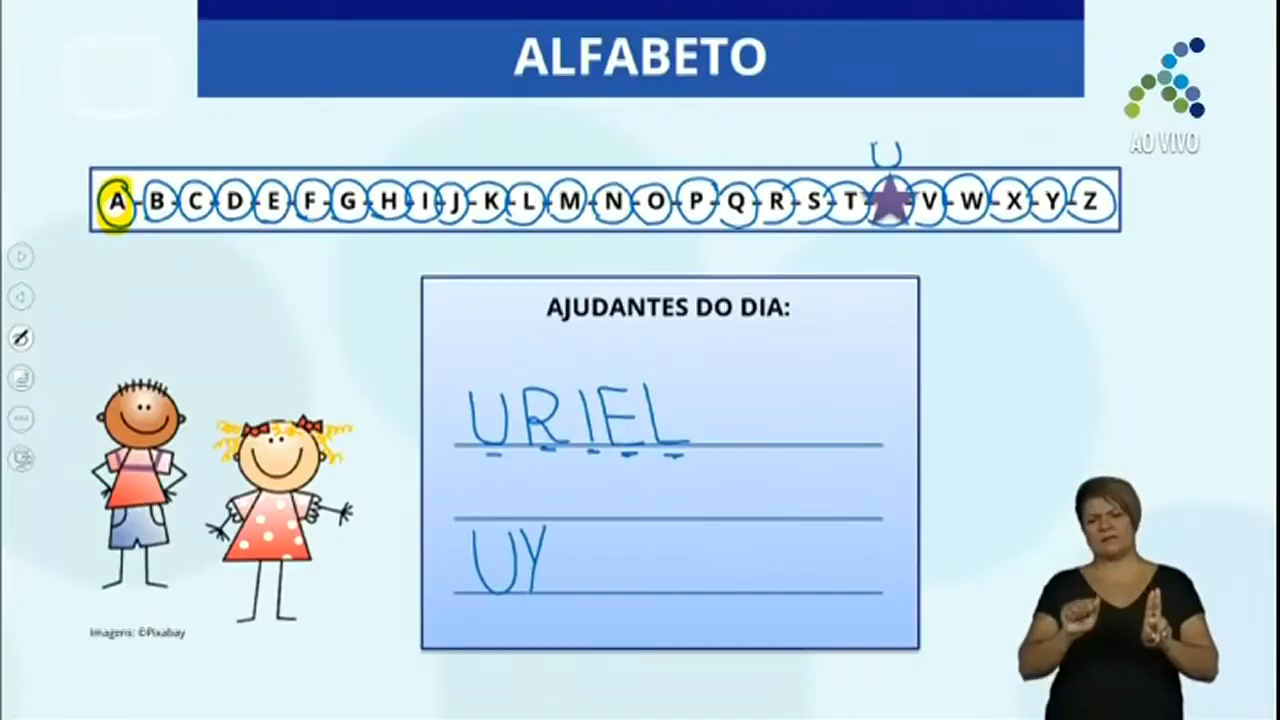 ALFABETO
AO VIVO
U
A-B-C-D-E-F-G-H-I-J-K-L-M-N-O-P-Q-R-S-T-★-V-W-X-Y-Z
AJUDANTES DO DIA:
URIEL
UY
Imagens: ©Pixabay